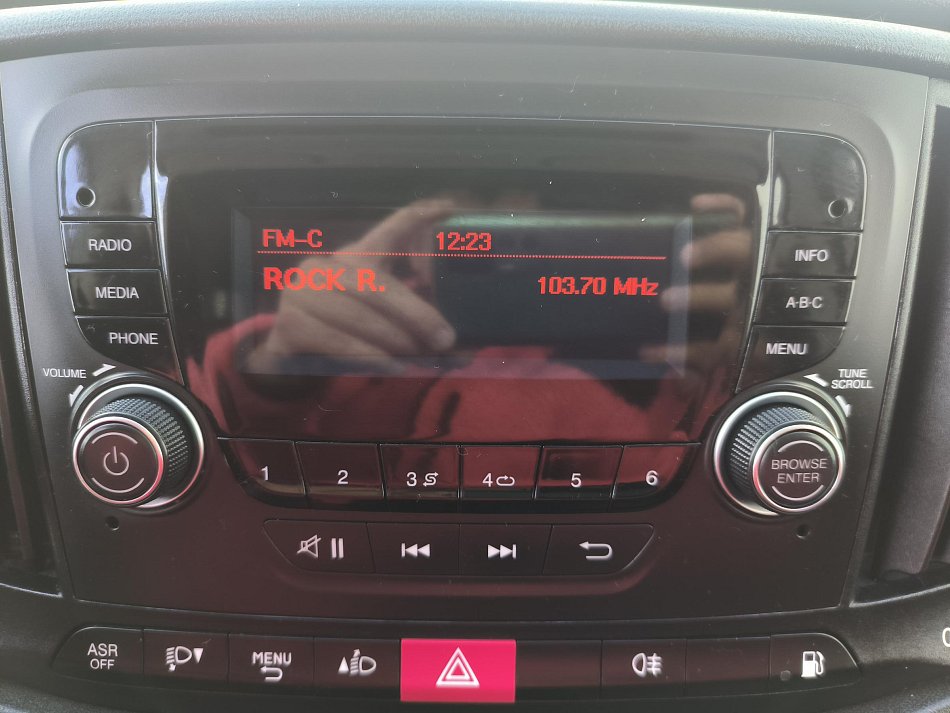 FM-C 12:23
ROCK R. 103.70 MHz
RADIO
MEDIA
PHONE
INFO
A·B·C
MENU
VOLUME
TUNE
SCROLL
BROWSE
ENTER
1 2 3 4 5 6
ASR
OFF
MENU